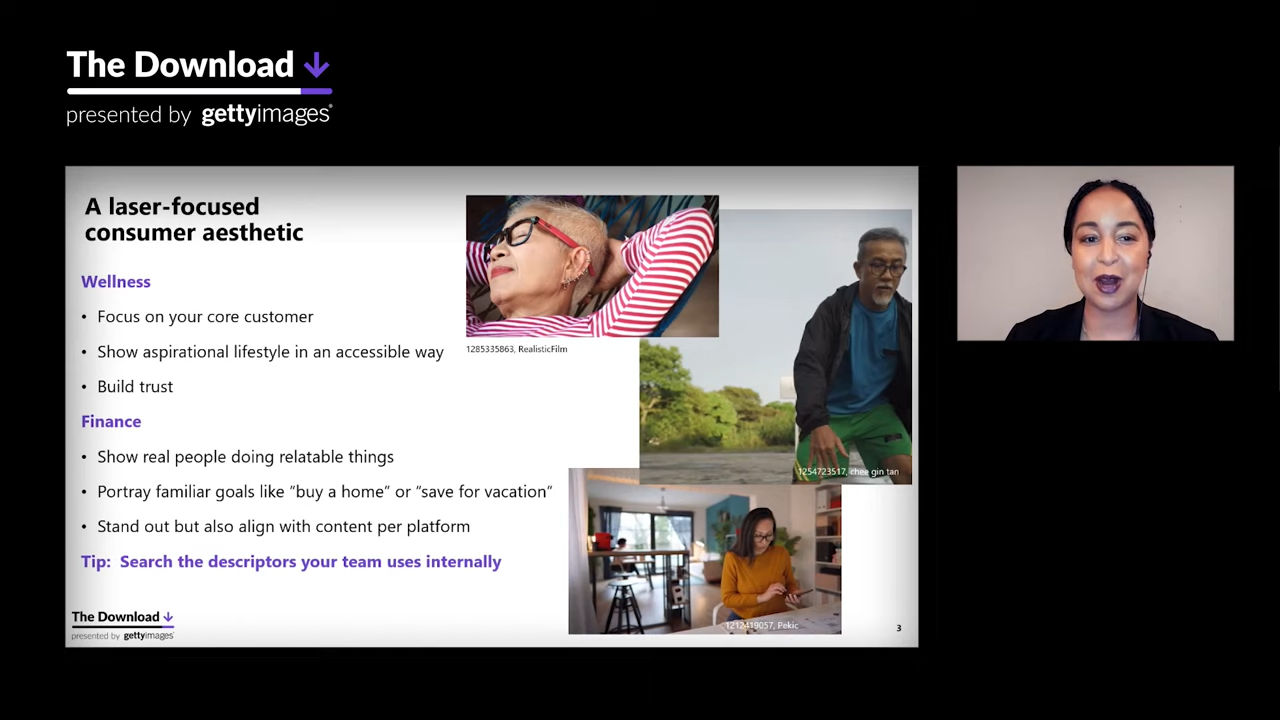 The Download
presented by gettyimages®
A laser-focused
consumer aesthetic
Wellness
• Focus on your core customer
• Show aspirational lifestyle in an accessible way
• Build trust
Finance
• Show real people doing relatable things
• Portray familiar goals like “buy a home” or “save for vacation”
• Stand out but also align with content per platform
Tip: Search the descriptors your team uses internally
1285335863, RealisticFilm
1254723517, chee gin tan
1212419057, Pekic
The Download
presented by gettyimages®
3